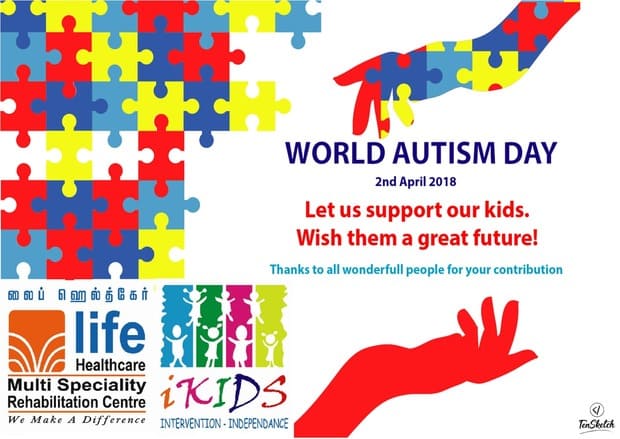 WORLD AUTISM DAY
2nd April 2018
Let us support our kids.
Wish them a great future!
Thanks to all wonderfull people for your contribution
லைப் ஹெல்த்கேர்
life
Healthcare
Multi Speciality
Rehabilitation Centre
We Make A Difference
iKIDS
INTERVENTION - INDEPENDANCE
TenSketch